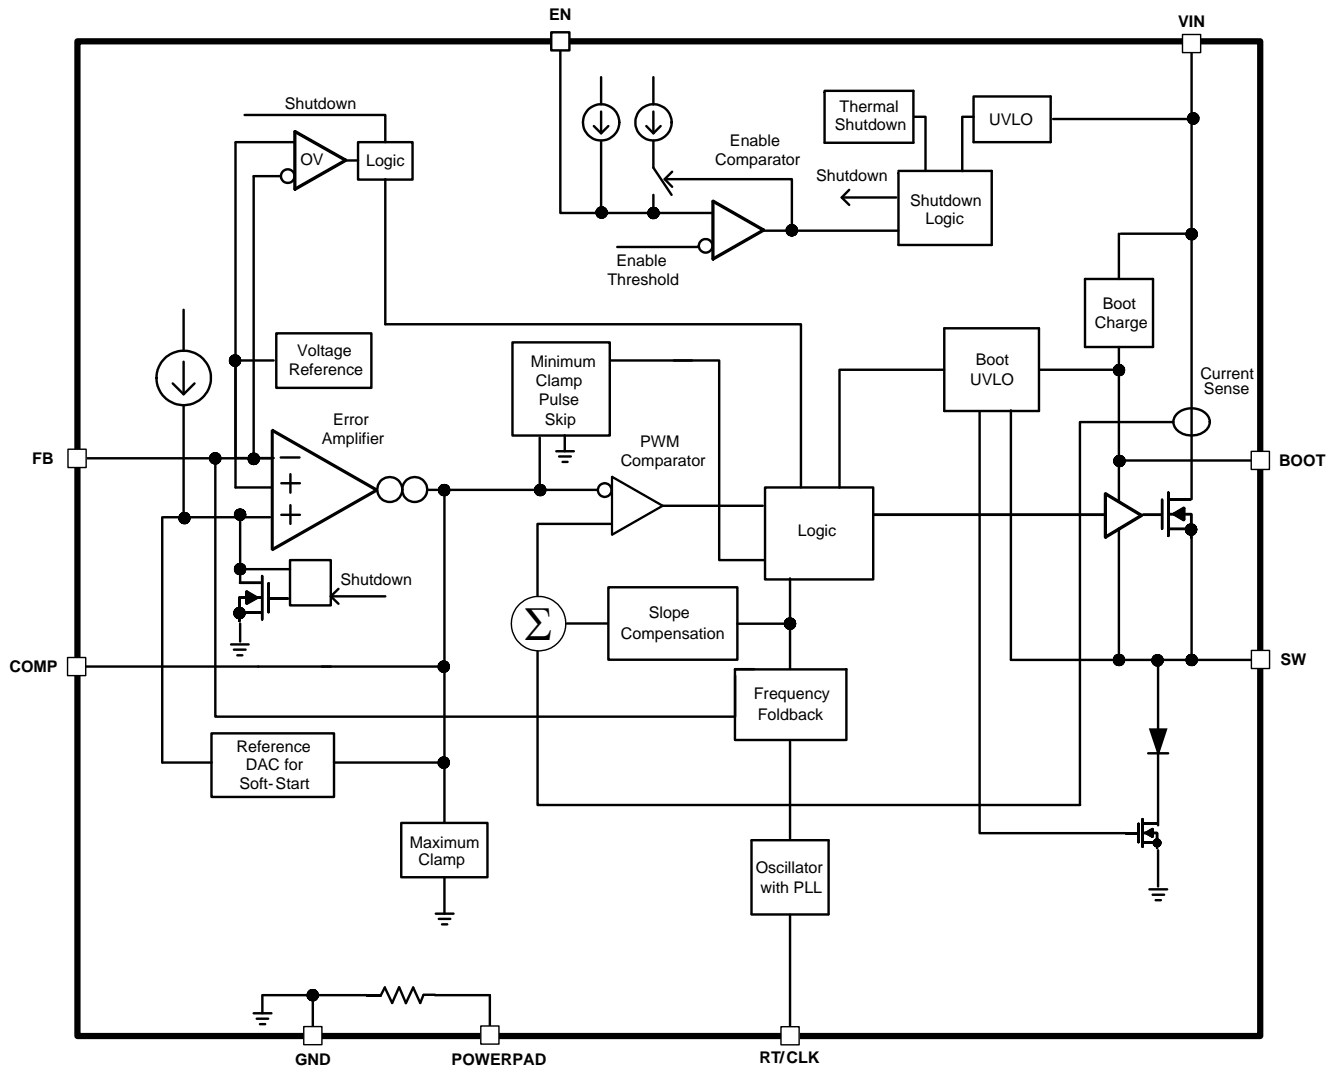 EN
VIN
Shutdown
OV
Logic
Enable
Comparator
Thermal
Shutdown
UVLO
Shutdown
Shutdown
Logic
Enable
Threshold
Boot
Charge
Voltage
Reference
Minimum
Clamp
Pulse
Skip
Boot
UVLO
Current
Sense
Error
Amplifier
FB
PWM
Comparator
BOOT
Logic
Shutdown
Σ
Slope
Compensation
COMP
SW
Frequency
Foldback
Reference
DAC for
Soft-Start
Maximum
Clamp
Oscillator
with PLL
GND
POWERPAD
RT/CLK